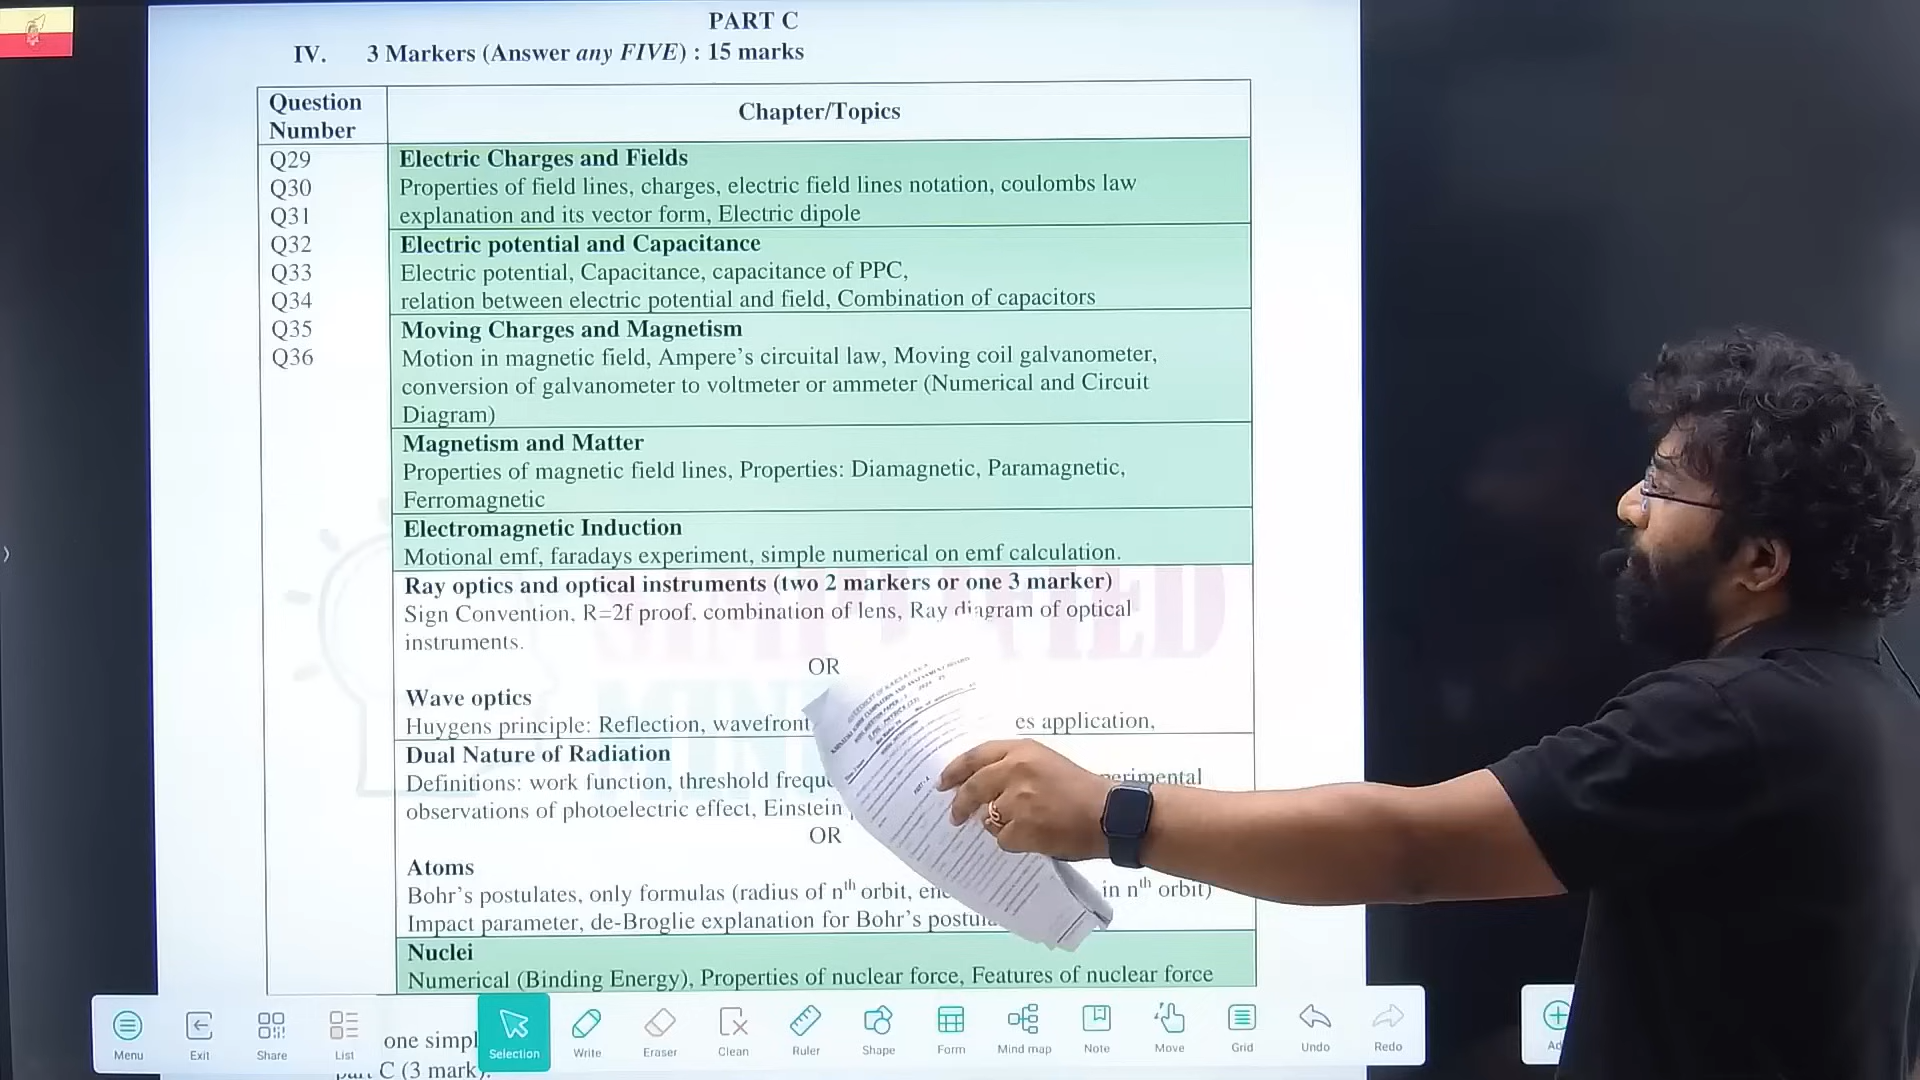 PART C
IV. 3 Markers (Answer any FIVE) : 15 marks
Question
Number
Chapter/Topics
Q29
Q30
Q31
Q32
Q33
Q34
Q35
Q36
Electric Charges and Fields
Properties of field lines, charges, electric field lines notation, coulombs law
explanation and its vector form, Electric dipole
Electric potential and Capacitance
Electric potential, Capacitance, capacitance of PPC,
relation between electric potential and field, Combination of capacitors
Moving Charges and Magnetism
Motion in magnetic field, Ampere's circuital law, Moving coil galvanometer,
conversion of galvanometer to voltmeter or ammeter (Numerical and Circuit
Diagram)
Magnetism and Matter
Properties of magnetic field lines, Properties: Diamagnetic, Paramagnetic,
Ferromagnetic
Electromagnetic Induction
Motional emf, faradays experiment, simple numerical on emf calculation.
Ray optics and optical instruments (two 2 markers or one 3 marker)
Sign Convention, R=2f proof, combination of lens, Ray diagram of optical
instruments.
OR
Wave optics
Huygens principle: Reflection, wavefront es application,
Dual Nature of Radiation
Definitions: work function, threshold
observations of photoelectric effect, Einstein
OR
Atoms
Bohr's postulates, only formulas (radius of nth orbit, in nth orbit)
Impact parameter, de-Broglie explanation for Bohr's
Nuclei
Numerical (Binding Energy), Properties of nuclear force, Features of nuclear force
one simpl
C (3 mark).
Menu Exit Share List Selection Write Eraser Clean Ruler Shape Form Mind map Note Move Grid Undo Redo